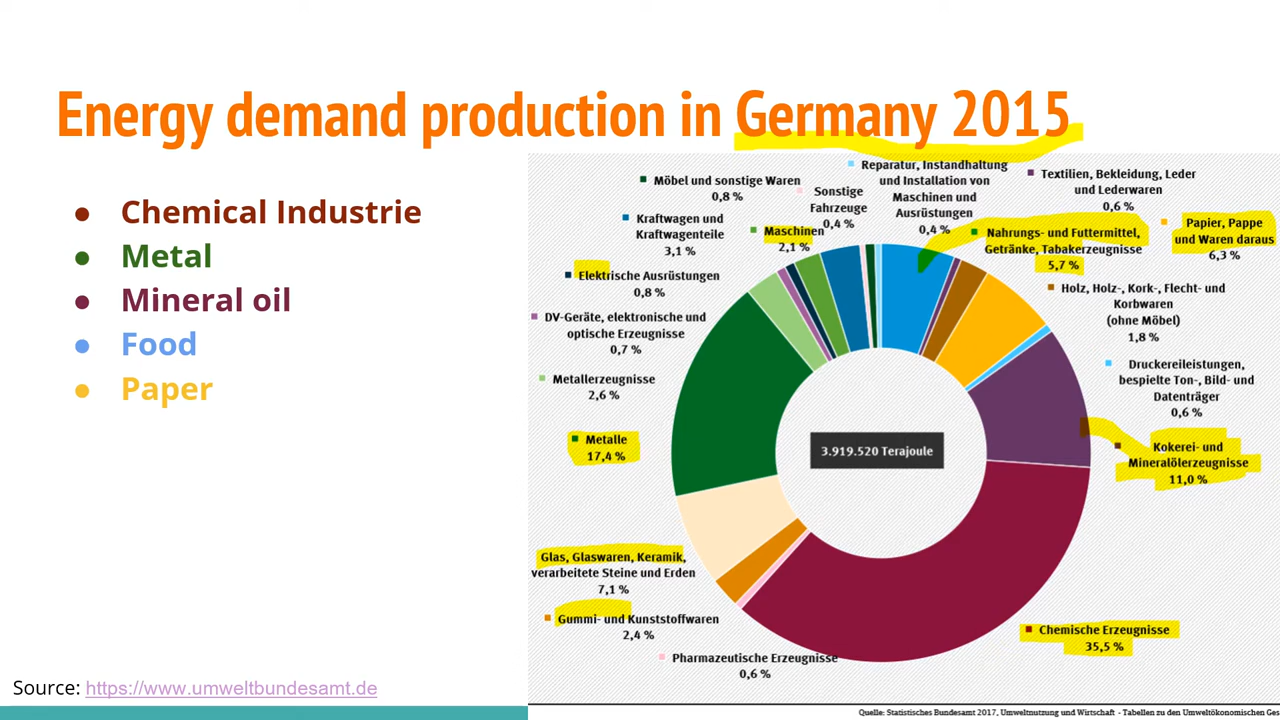 Energy demand production in Germany 2015
● Chemical Industrie
● Metal
● Mineral oil
● Food
● Paper
Reparatur, Instandhaltung
und Installation von
Maschinen und
Ausrüstungen
0,4 %
Möbel und sonstige Waren
0,8 %
Sonstige
Fahrzeuge
0,4 %
Textilien, Bekleidung, Leder
und Lederwaren
0,6 %
Kraftwagen und
Kraftwagenteile
3,1 %
Maschinen
2,1 %
Nahrungs- und Futtermittel,
Getränke, Tabakerzeugnisse
5,7 %
Papier, Pappe
und Waren daraus
6,3 %
Elektrische Ausrüstungen
0,8 %
Holz, Holz-, Kork-, Flecht- und
Korbwaren
(ohne Möbel)
1,8 %
DV-Geräte, elektronische und
optische Erzeugnisse
0,7 %
Druckereileistungen,
bespielte Ton-, Bild- und
Datenträger
0,6 %
Metallerzeugnisse
2,6 %
Metalle
17,4 %
3.919.520 Terajoule
Kokerei- und
Mineralölerzeugnisse
11,0 %
Glas, Glaswaren, Keramik,
verarbeitete Steine und Erden
7,1 %
Gummi- und Kunststoffwaren
2,4 %
Chemische Erzeugnisse
35,5 %
Pharmazeutische Erzeugnisse
0,6 %
Source: https://www.umweltbundesamt.de
Quelle: Statistisches Bundesamt 2017, Umweltnutzung und Wirtschaft - Tabellen zu den Umweltökonomischen Ges